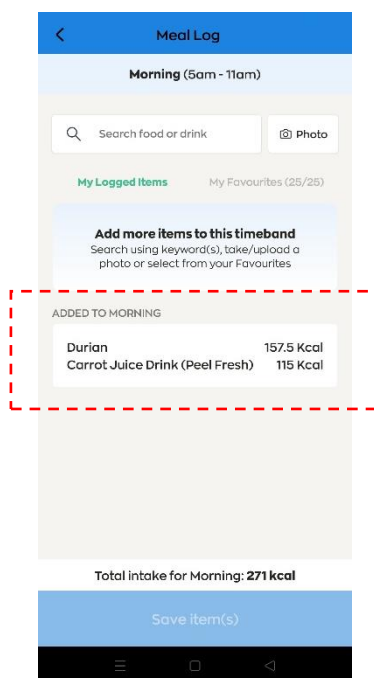 Meal Log
Morning (5am - 11am)
Search food or drink
Photo
My Logged Items My Favourites (25/25)
Add more items to this timeband
Search using keyword(s), take/upload a
photo or select from your Favourites
ADDED TO MORNING
Durian 157.5 Kcal
Carrot Juice Drink (Peel Fresh) 115 Kcal
Total intake for Morning: 271 kcal
Save item(s)